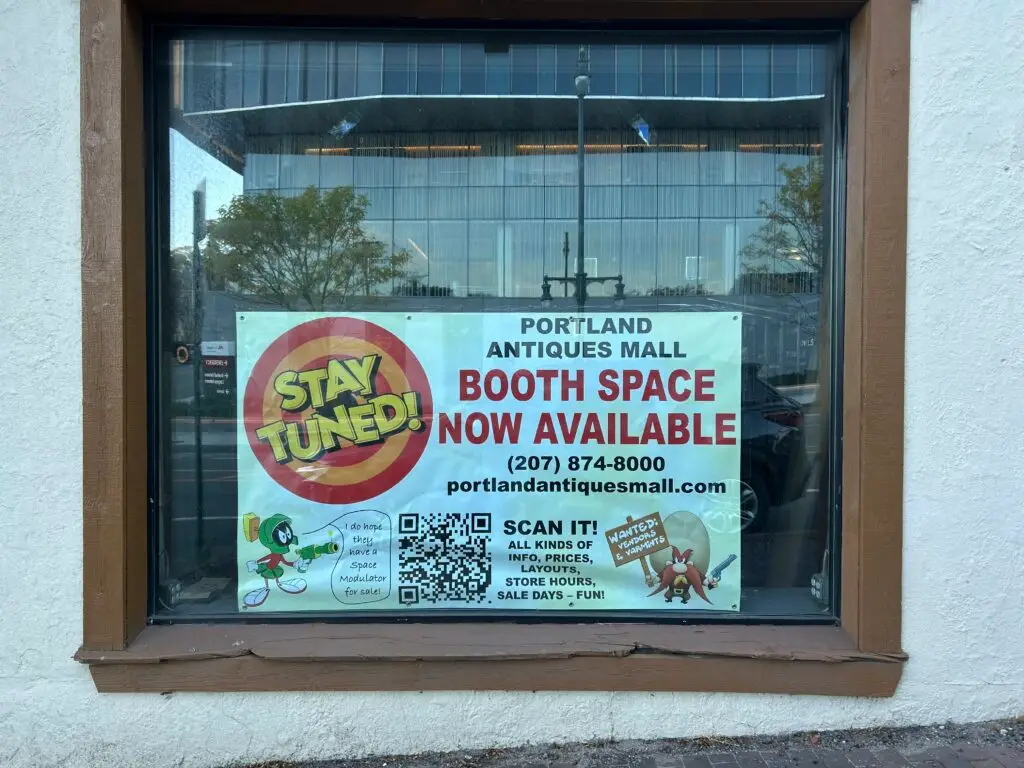 STAY
TUNED!
PORTLAND
ANTIQUES MALL
BOOTH SPACE
NOW AVAILABLE
(207) 874-8000
portlandantiquesmall.com
I do hope
they
have a
Space
Modulator
for sale!
SCAN IT!
ALL KINDS OF
INFO, PRICES,
LAYOUTS,
STORE HOURS,
SALE DAYS – FUN!
WANTED:
VENDORS
& VARMINTS